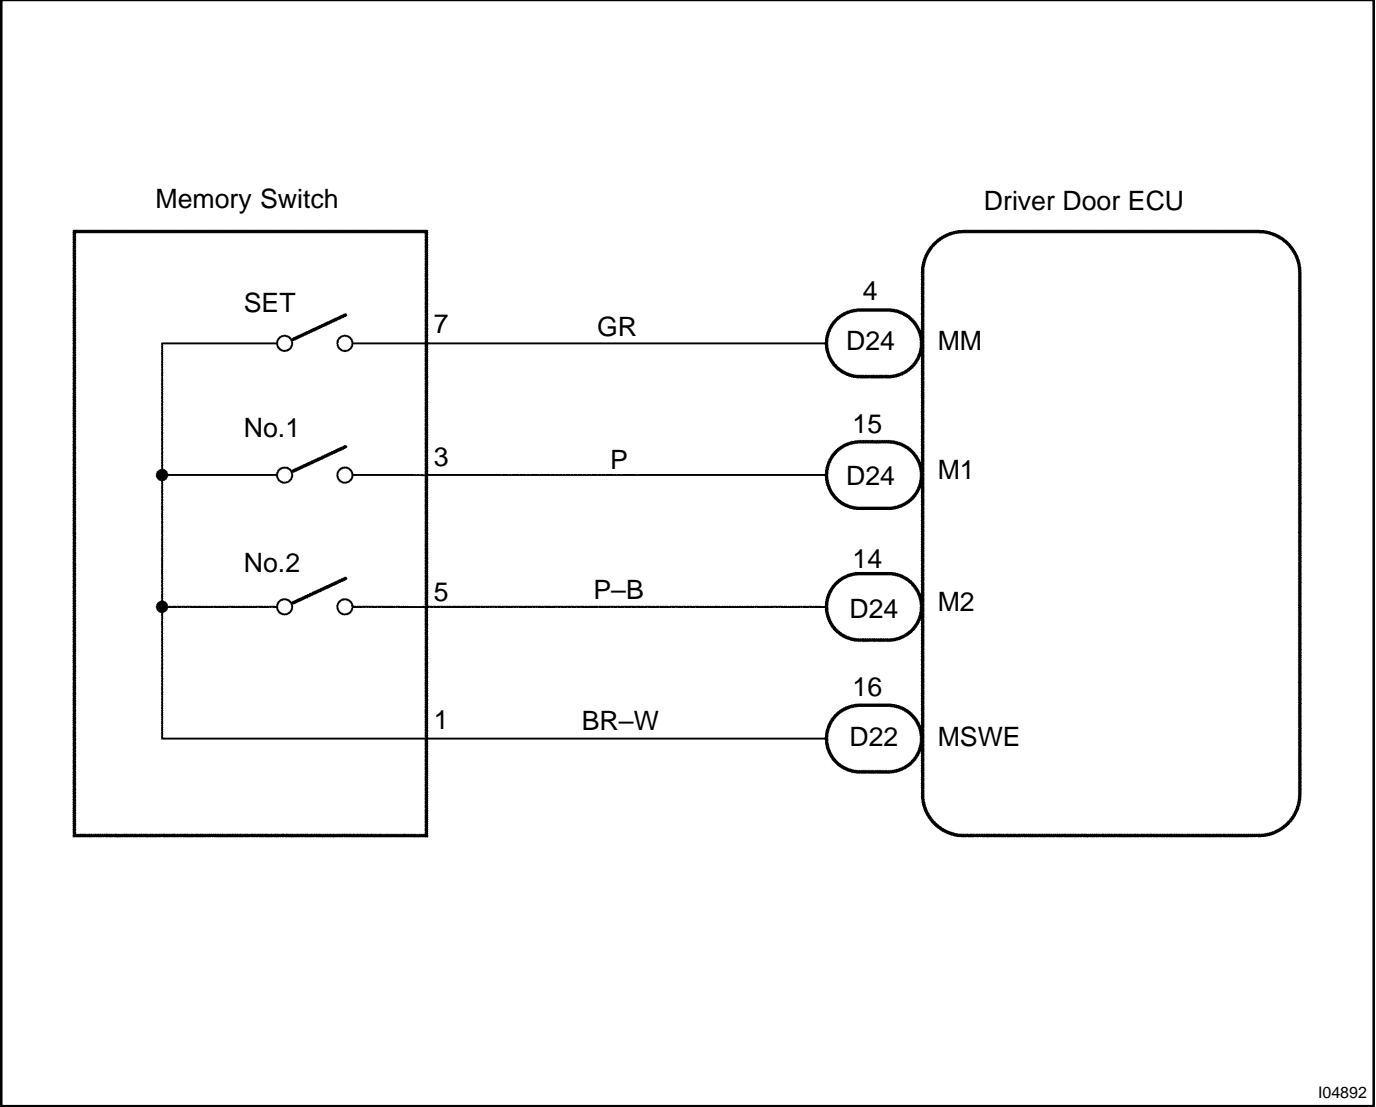 Memory Switch
Driver Door ECU
SET
7
GR
4
D24
MM
No.1
3
P
15
D24
M1
No.2
5
P–B
14
D24
M2
1
BR–W
16
D22
MSWE
I04892